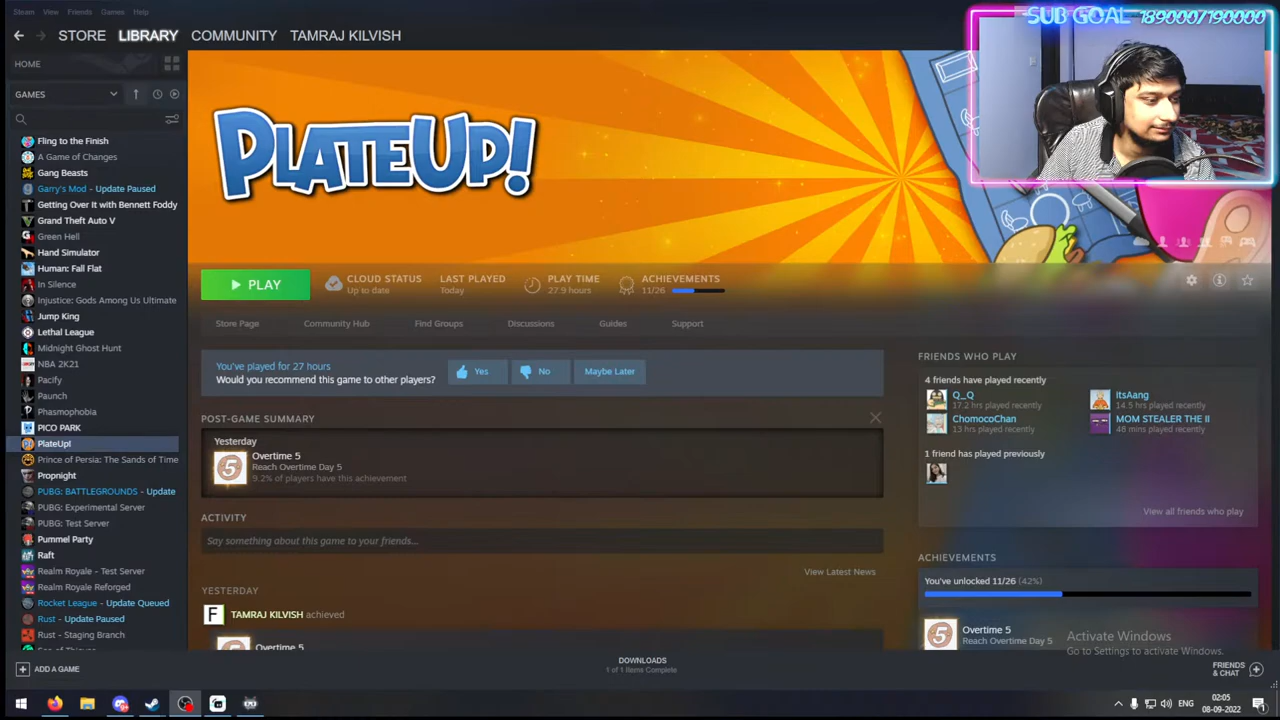 Steam View Friends Games Help
SUB GOAL 189000/190000
STORE LIBRARY COMMUNITY TAMRAJ KILVISH
HOME
GAMES
Fling to the Finish
A Game of Changes
Gang Beasts
Garry's Mod - Update Paused
Getting Over It with Bennett Foddy
Grand Theft Auto V
Green Hell
Hand Simulator
Human: Fall Flat
In Silence
Injustice: Gods Among Us Ultimate
Jump King
Lethal League
Midnight Ghost Hunt
NBA 2K21
Pacify
Paunch
Phasmophobia
PICO PARK
PlateUp!
Prince of Persia: The Sands of Time
Propnight
PUBG: BATTLEGROUNDS - Update
PUBG: Experimental Server
PUBG: Test Server
Pummel Party
Raft
Realm Royale - Test Server
Realm Royale Reforged
Rocket League - Update Queued
Rust - Update Paused
Rust - Staging Branch
ADD A GAME
PLATEUP!
PLAY
CLOUD STATUS
Up to date
LAST PLAYED
Today
PLAY TIME
27.9 hours
ACHIEVEMENTS
11/26
Store Page Community Hub Find Groups Discussions Guides Support
You've played for 27 hours
Would you recommend this game to other players?
Yes No Maybe Later
POST-GAME SUMMARY
Yesterday
5
Overtime 5
Reach Overtime Day 5
9.2% of players have this achievement
ACTIVITY
Say something about this game to your friends...
View Latest News
YESTERDAY
F TAMRAJ KILVISH achieved
Overtime 5
FRIENDS WHO PLAY
4 friends have played recently
Q_Q
17.2 hrs played recently
ItsAang
14.5 hrs played recently
ChomocoChan
13 hrs played recently
MOM STEALER THE II
46 mins played recently
1 friend has played previously
View all friends who play
ACHIEVEMENTS
You've unlocked 11/26 (42%)
5
Overtime 5
Reach Overtime Day 5
Activate Windows
Go to Settings to activate Windows.
DOWNLOADS
1 of 1 Items Complete
FRIENDS
& CHAT
ENG
02:05
08-09-2022
1